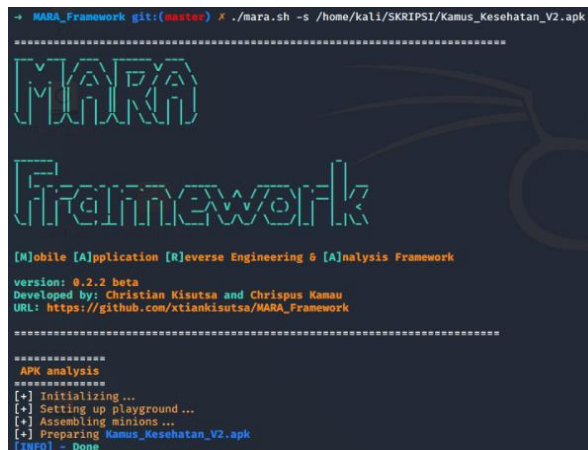 → MARA_Framework git:(master) ✗ ./mara.sh -s /home/kali/SKRIPSI/Kamus_Kesehatan_V2.apk
===========================================================================
MARA
Framework
[M]obile [A]pplication [R]everse Engineering & [A]nalysis Framework
version: 0.2.2 beta
Developed by: Christian Kisutsa and Chrispus Kamau
URL: https://github.com/xtiankisutsa/MARA_Framework
==========================================================================
==============
APK analysis
==============
[+] Initializing...
[+] Setting up playground...
[+] Assembling minions...
[+] Preparing Kamus_Kesehatan_V2.apk
[INFO] - Done